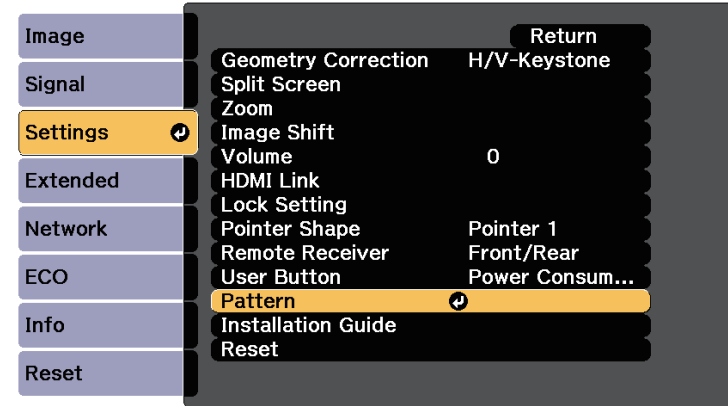 Image
Signal
Settings
Extended
Network
ECO
Info
Reset
Return
Geometry Correction H/V-Keystone
Split Screen
Zoom
Image Shift
Volume 0
HDMI Link
Lock Setting
Pointer Shape Pointer 1
Remote Receiver Front/Rear
User Button Power Consum...
Pattern
Installation Guide
Reset